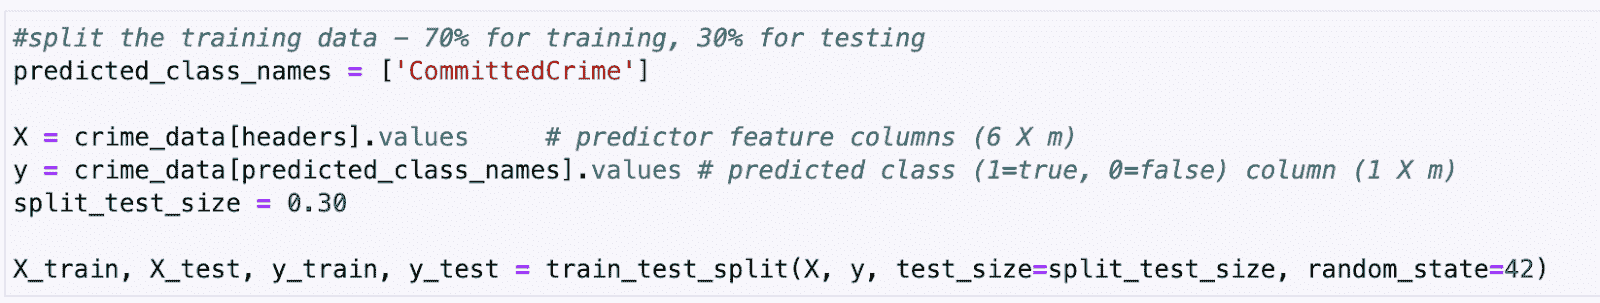 #split the training data – 70% for training, 30% for testing
predicted_class_names = ['CommittedCrime']
X = crime_data[headers].values     # predictor feature columns (6 X m)
y = crime_data[predicted_class_names].values # predicted class (1=true, 0=false) column (1 X m)
split_test_size = 0.30
X_train, X_test, y_train, y_test = train_test_split(X, y, test_size=split_test_size, random_state=42)